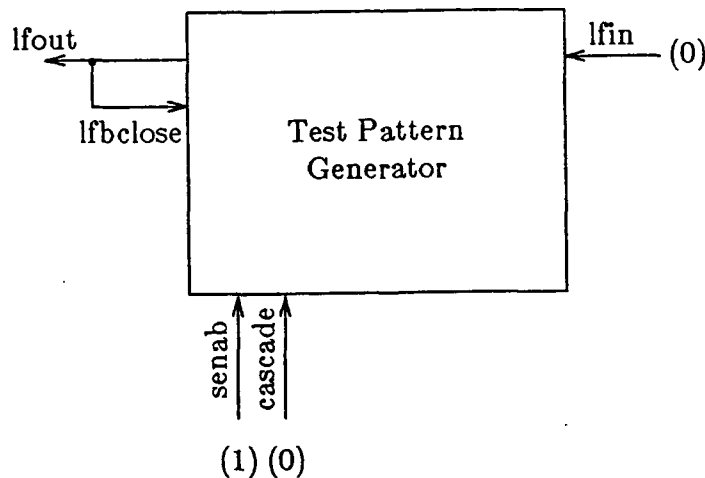 lfout
lfin
(0)
lfbclose
Test Pattern
Generator
senab
cascade
(1) (0)